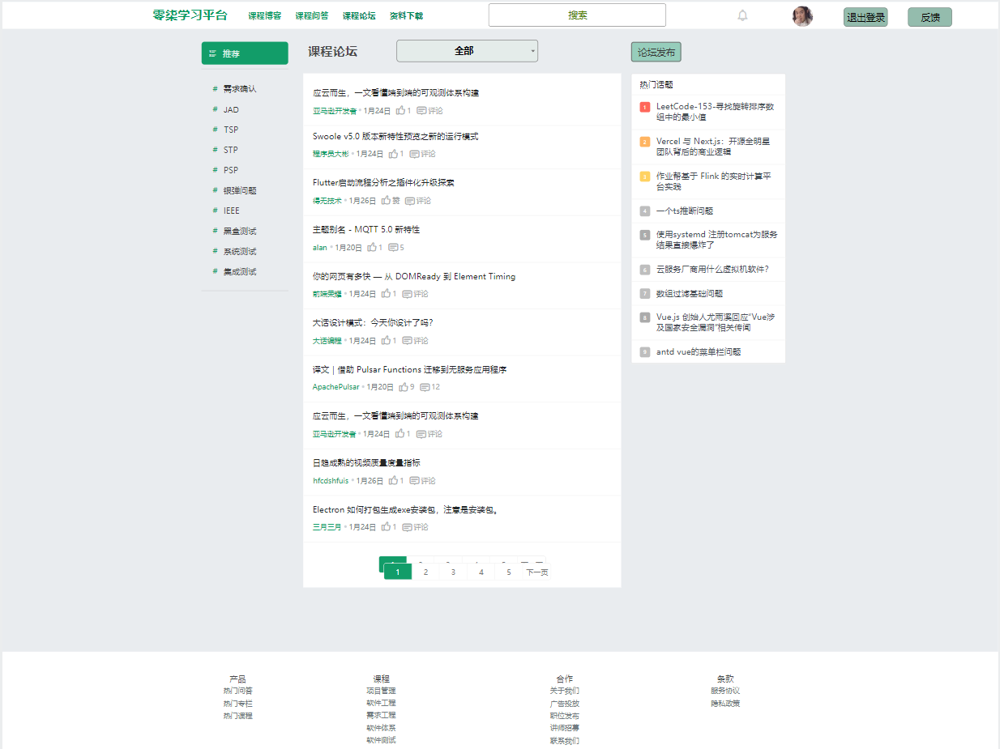 零柒学习平台 课程博客 课程问答 课程论坛 资料下载 搜索 退出登录 反馈
推荐
# 需求确认
# JAD
# TSP
# STP
# PSP
# 银弹问题
# IEEE
# 黑盒测试
# 系统测试
# 集成测试
课程论坛 全部
应云而生，一文看懂端到端的可观测体系构建
亚马逊开发者 1月24日 1 评论
Swoole v5.0 版本新特性预览之新的运行模式
程序员大彬 1月24日 1 评论
Flutter启动流程分析之插件化升级探索
得无技术 1月26日 赞 评论
主题别名 - MQTT 5.0 新特性
alan 1月20日 1 5
你的网页有多快 — 从 DOMReady 到 Element Timing
前端荣耀 1月24日 1 评论
大话设计模式：今天你设计了吗？
大话编程 1月24日 1 评论
译文 | 借助 Pulsar Functions 迁移到无服务应用程序
ApachePulsar 1月20日 9 12
应云而生，一文看懂端到端的可观测体系构建
亚马逊开发者 1月24日 1 评论
日趋成熟的视频质量度量指标
hfcdshfuis 1月26日 1 评论
Electron 如何打包生成exe安装包，注意是安装包。
三月三月 1月24日 1 评论
1 2 3 4 5 下一页
论坛发布
热门话题
1 LeetCode-153-寻找旋转排序数
组中的最小值
2 Vercel 与 Next.js：开源全明星
团队背后的商业逻辑
3 作业帮基于 Flink 的实时计算平
台实践
4 一个ts推断问题
5 使用systemd 注册tomcat为服务
结果直接爆炸了
6 云服务厂商用什么虚拟机软件？
7 数组过滤基础问题
8 Vue.js 创始人尤雨溪回应“Vue涉
及国家安全漏洞”相关传闻
9 antd vue的菜单栏问题
产品
热门问答
热门专栏
热门课程
课程
项目管理
软件工程
需求工程
软件体系
软件测试
合作
关于我们
广告投放
职位发布
讲师招募
联系我们
条款
服务协议
隐私政策